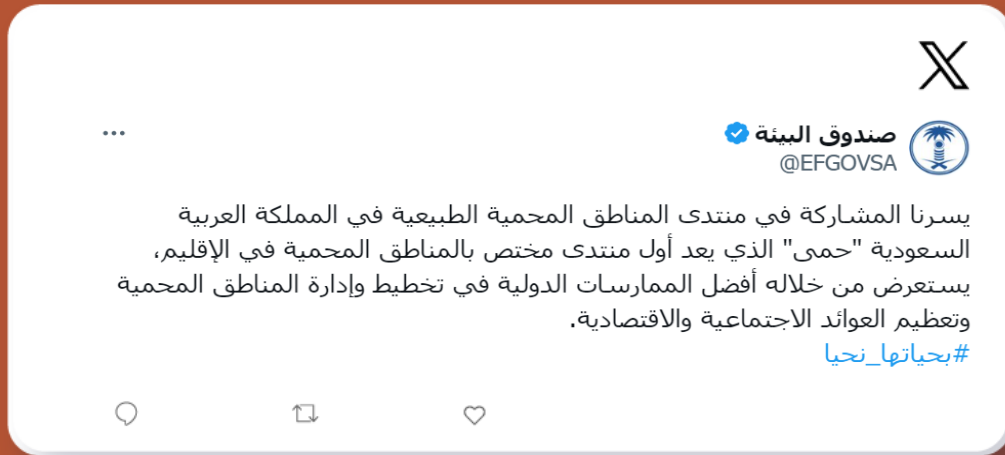 X
صندوق البيئة
@EFGOVSA
يسرنا المشاركة في منتدى المناطق المحمية الطبيعية في المملكة العربية
السعودية "حمى" الذي يعد أول منتدى مختص بالمناطق المحمية في الإقليم،
يستعرض من خلاله أفضل الممارسات الدولية في تخطيط وإدارة المناطق المحمية
وتعظيم العوائد الاجتماعية والاقتصادية.
#بحياتها_نحيا